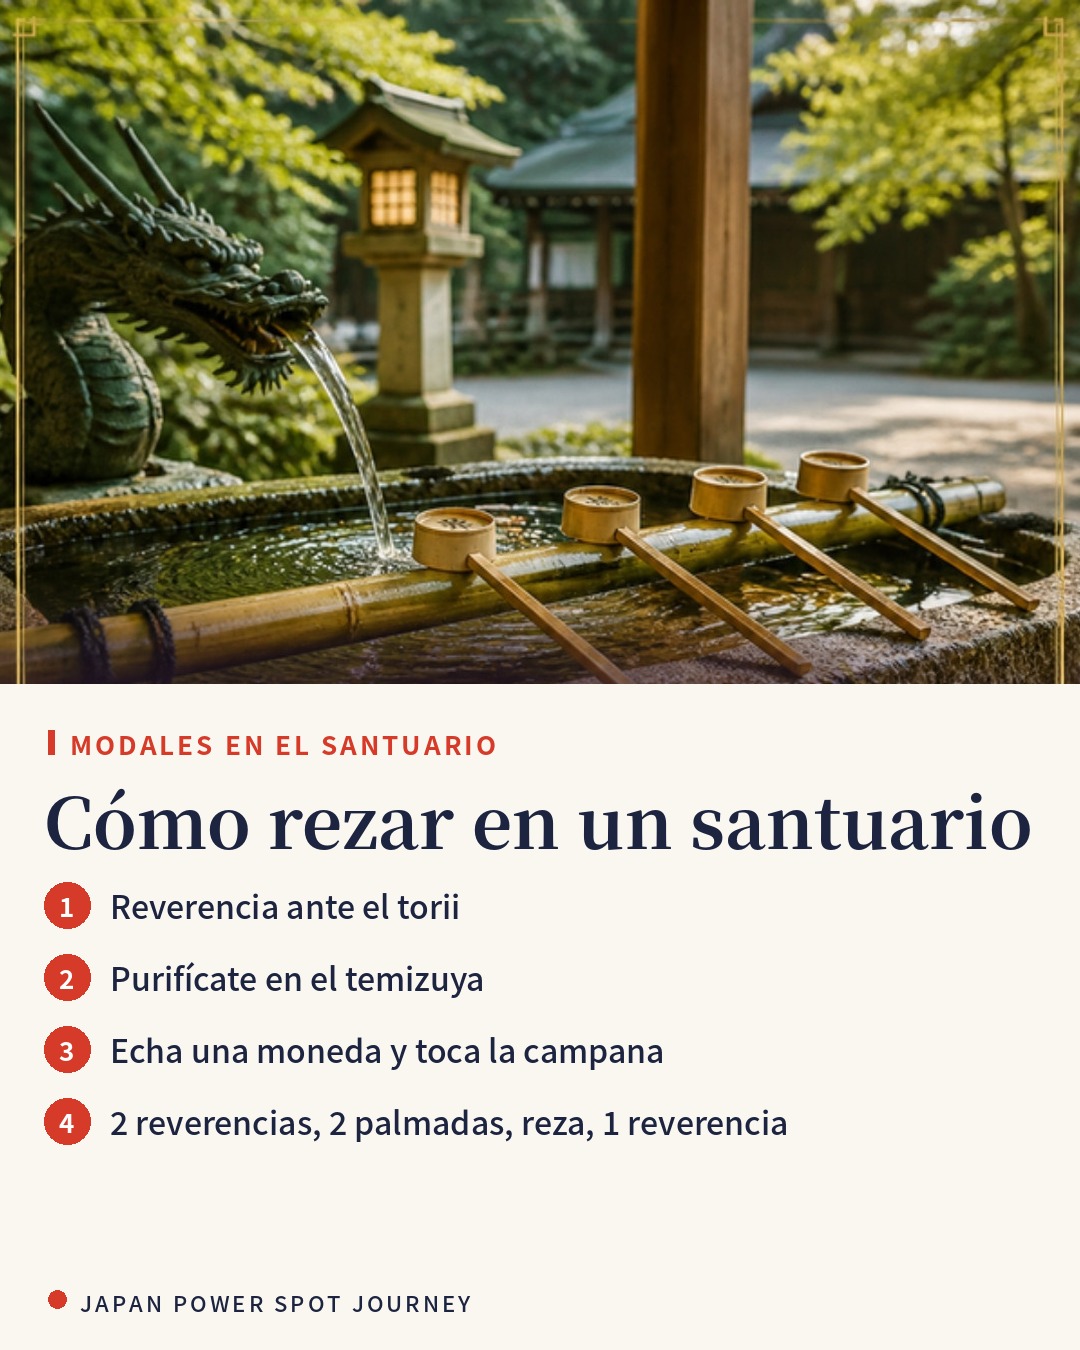 MODALES EN EL SANTUARIO
Cómo rezar en un santuario
1 Reverencia ante el torii
2 Purifícate en el temizuya
3 Echa una moneda y toca la campana
4 2 reverencias, 2 palmadas, reza, 1 reverencia
JAPAN POWER SPOT JOURNEY